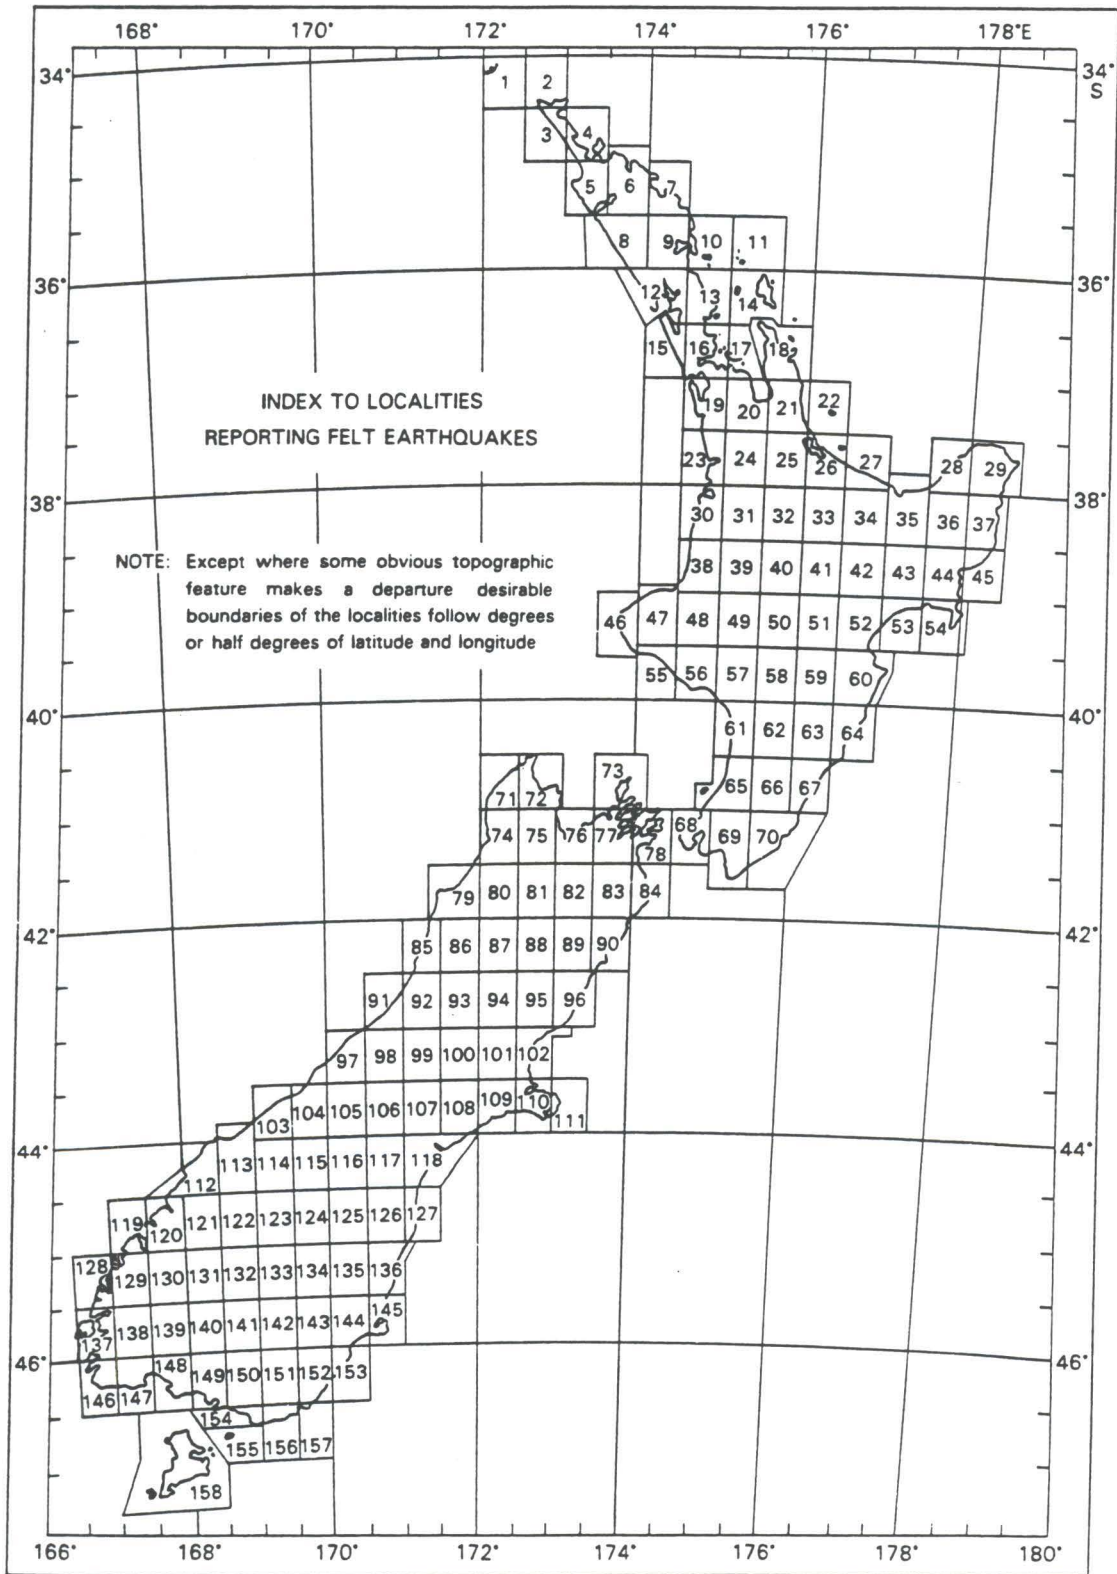 168° 170° 172° 174° 176° 178°E
34° 34°
S
1 2
3 4
5 6 7
8 9 10 11
36° 36°
12 13 14
15 16 17 18
INDEX TO LOCALITIES
REPORTING FELT EARTHQUAKES
19 20 21 22
23 24 25 26 27 28 29
38° 38°
30 31 32 33 34 35 36 37
NOTE: Except where some obvious topographic
feature makes a departure desirable
boundaries of the localities follow degrees
or half degrees of latitude and longitude
38 39 40 41 42 43 44 45
46 47 48 49 50 51 52 53 54
55 56 57 58 59 60
40° 40°
61 62 63 64
71 72 73 65 66 67
74 75 76 77 78 68 69 70
79 80 81 82 83 84
42° 42°
85 86 87 88 89 90
91 92 93 94 95 96
97 98 99 100 101 102
103 104 105 106 107 108 109 110 111
44° 44°
112 113 114 115 116 117 118
119 120 121 122 123 124 125 126 127
128 129 130 131 132 133 134 135 136
137 138 139 140 141 142 143 144 145
46° 46°
146 147 148 149 150 151 152 153
154
155 156 157
158
166° 168° 170° 172° 174° 176° 178° 180°